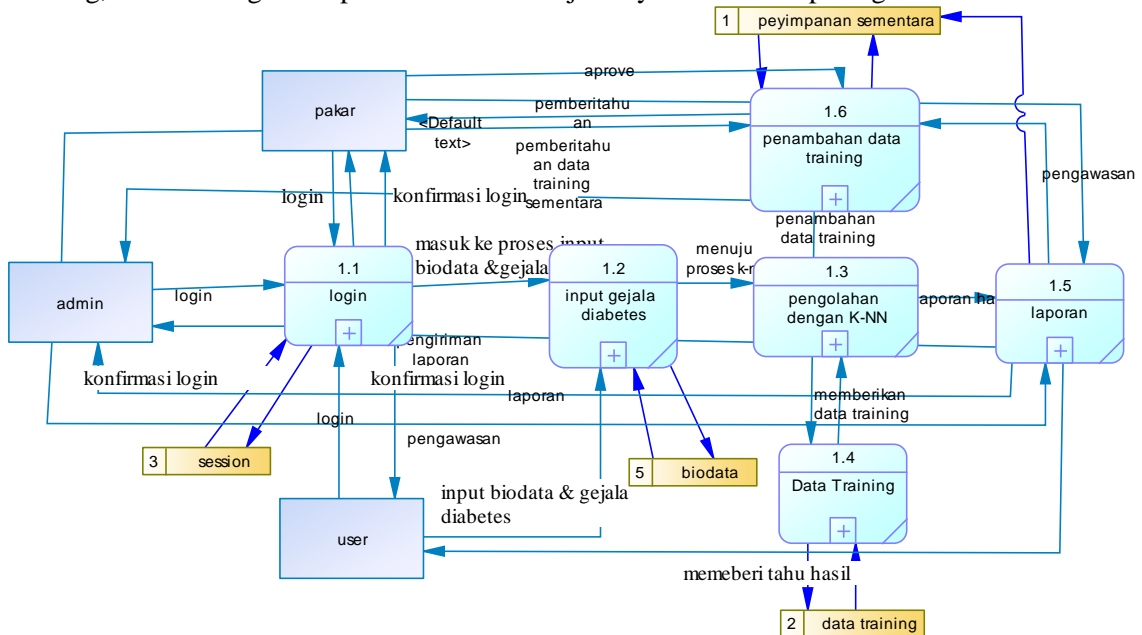 1 peyimpanan sementara
aprove
pakar
pemberitahu
an
<Default
text>
1.6
penambahan data
training
pemberitahu
an data
training
sementara
pengawasan
login
konfirmasi login
penambahan
data training
masuk ke proses input
biodata &gejala
menuju
proses k-n
1.1
login
1.2
input gejala
diabetes
1.3
pengolahan
dengan K-NN
aporan ha
1.5
laporan
admin
login
pengiriman
laporan
konfirmasi login
konfirmasi login
laporan
memberikan
data training
login
pengawasan
3 session
5 biodata
1.4
Data Training
input biodata & gejala
diabetes
user
memeberi tahu hasil
2 data training